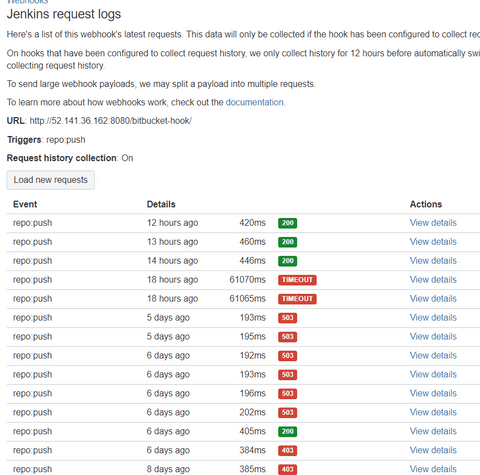 Webhooks
Jenkins request logs
Here's a list of this webhook's latest requests. This data will only be collected if the hook has been configured to collect
On hooks that have been configured to collect request history, we only collect history for 12 hours before automatically
collecting request history.
To send large webhook payloads, we may split a payload into multiple requests.
To learn more about how webhooks work, check out the documentation.
URL: http://52.141.36.162:8080/bitbucket-hook/
Triggers: repo:push
Request history collection: On
Load new requests
Event Details Actions
repo:push 12 hours ago 420ms 200 View details
repo:push 13 hours ago 460ms 200 View details
repo:push 14 hours ago 446ms 200 View details
repo:push 18 hours ago 61070ms TIMEOUT View details
repo:push 18 hours ago 61065ms TIMEOUT View details
repo:push 5 days ago 193ms 503 View details
repo:push 5 days ago 195ms 503 View details
repo:push 6 days ago 192ms 503 View details
repo:push 6 days ago 193ms 503 View details
repo:push 6 days ago 196ms 503 View details
repo:push 6 days ago 202ms 503 View details
repo:push 6 days ago 405ms 200 View details
repo:push 6 days ago 384ms 403 View details
repo:push 8 days ago 385ms 403 View details